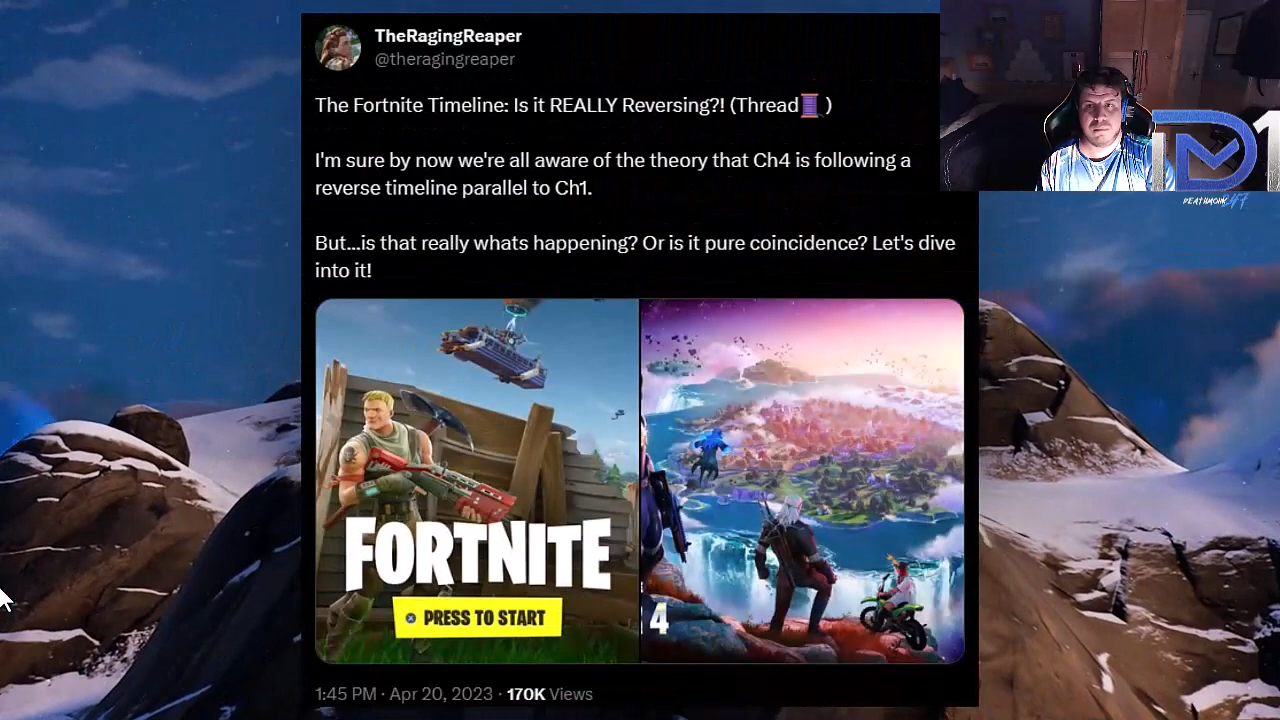 TheRagingReaper
@theragingreaper
The Fortnite Timeline: Is it REALLY Reversing?! (Thread🧵 )
I'm sure by now we're all aware of the theory that Ch4 is following a
reverse timeline parallel to Ch1.
But...is that really whats happening? Or is it pure coincidence? Let's dive
into it!
FORTNITE
PRESS TO START
4
1:45 PM · Apr 20, 2023 · 170K Views